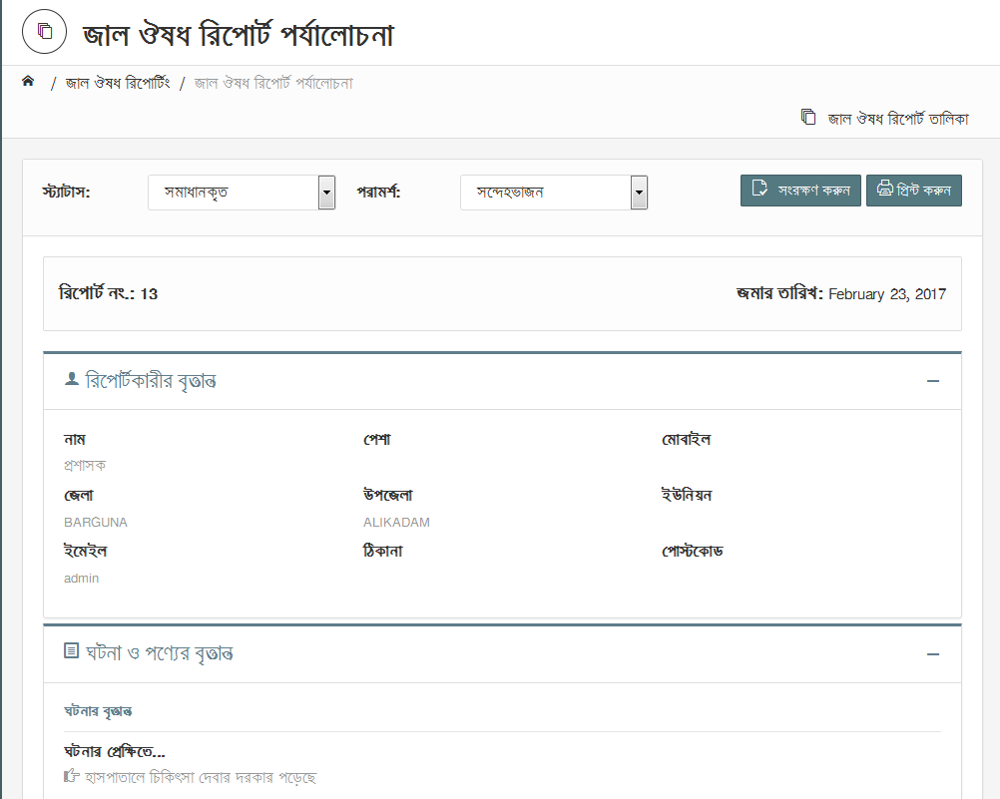 জাল ঔষধ রিপোর্ট পর্যালোচনা
/ জাল ঔষধ রিপোর্টিং / জাল ঔষধ রিপোর্ট পর্যালোচনা
জাল ঔষধ রিপোর্ট তালিকা
স্ট্যাটাস: সমাধানকৃত পরামর্শ: সন্দেহভাজন সংরক্ষণ করুন প্রিন্ট করুন
রিপোর্ট নং.: 13 জমার তারিখ: February 23, 2017
রিপোর্টকারীর বৃত্তান্ত
নাম পেশা মোবাইল
প্রশাসক
জেলা উপজেলা ইউনিয়ন
BARGUNA ALIKADAM
ইমেইল ঠিকানা পোস্টকোড
admin
ঘটনা ও পণ্যের বৃত্তান্ত
ঘটনার বৃত্তান্ত
ঘটনার প্রেক্ষিতে...
হাসপাতালে চিকিৎসা দেবার দরকার পড়েছে